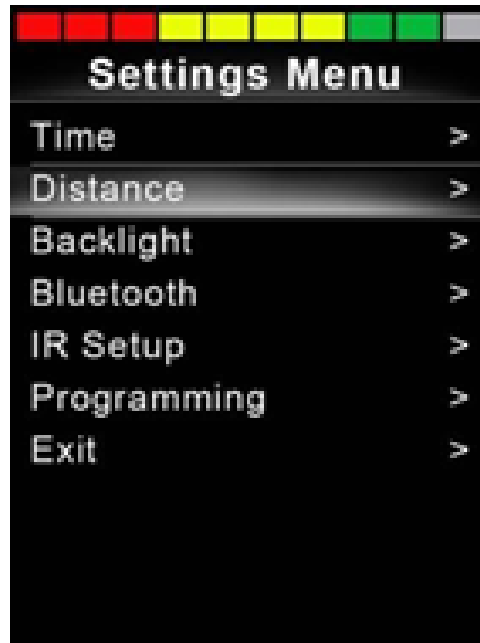 Settings Menu
Time >
Distance >
Backlight >
Bluetooth >
IR Setup >
Programming >
Exit >